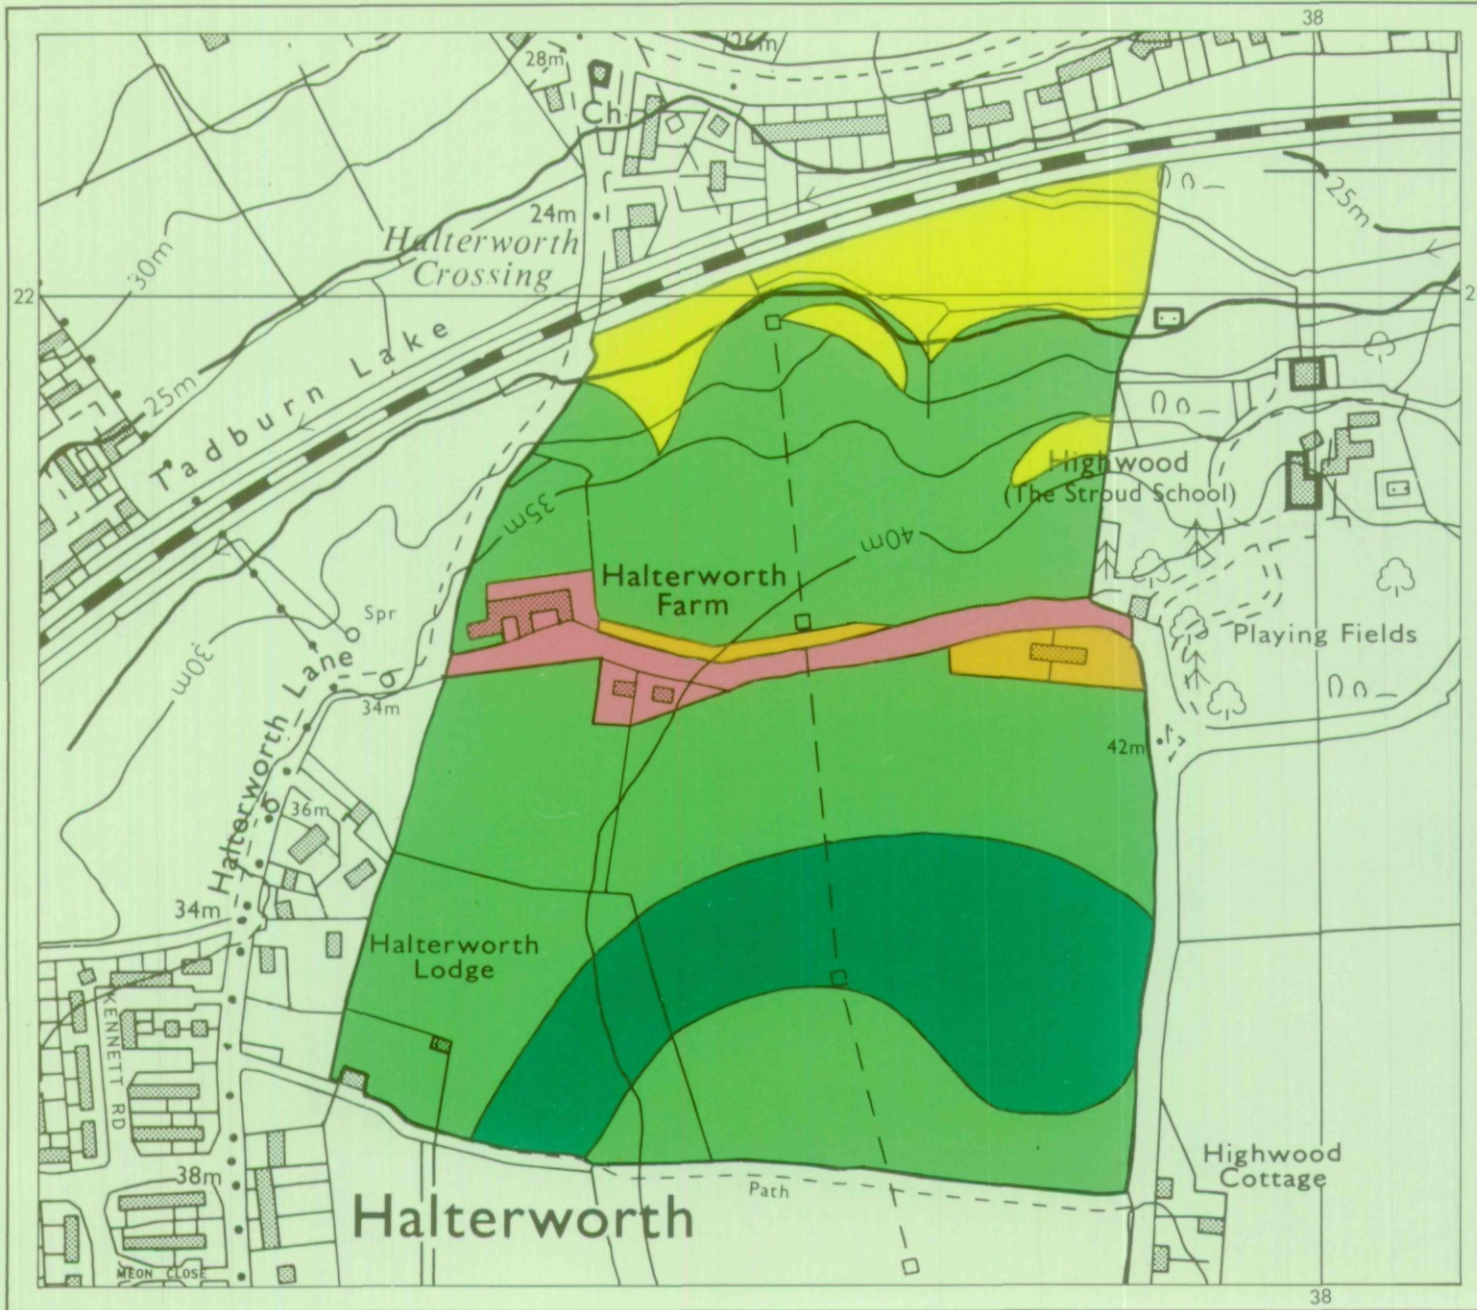 38
26m
28m
Ch
24m
Halterworth
Crossing
25m
30m
22
2
Tadburn Lake
25m
Highwood
(The Stroud School)
35m
40m
Halterworth
Farm
Spr
Playing Fields
30m
34m
42m
Halterworth Lane
36m
34m
Halterworth
Lodge
KENNETT RD
38m
Path
Highwood
Cottage
Halterworth
MEON CLOSE
38